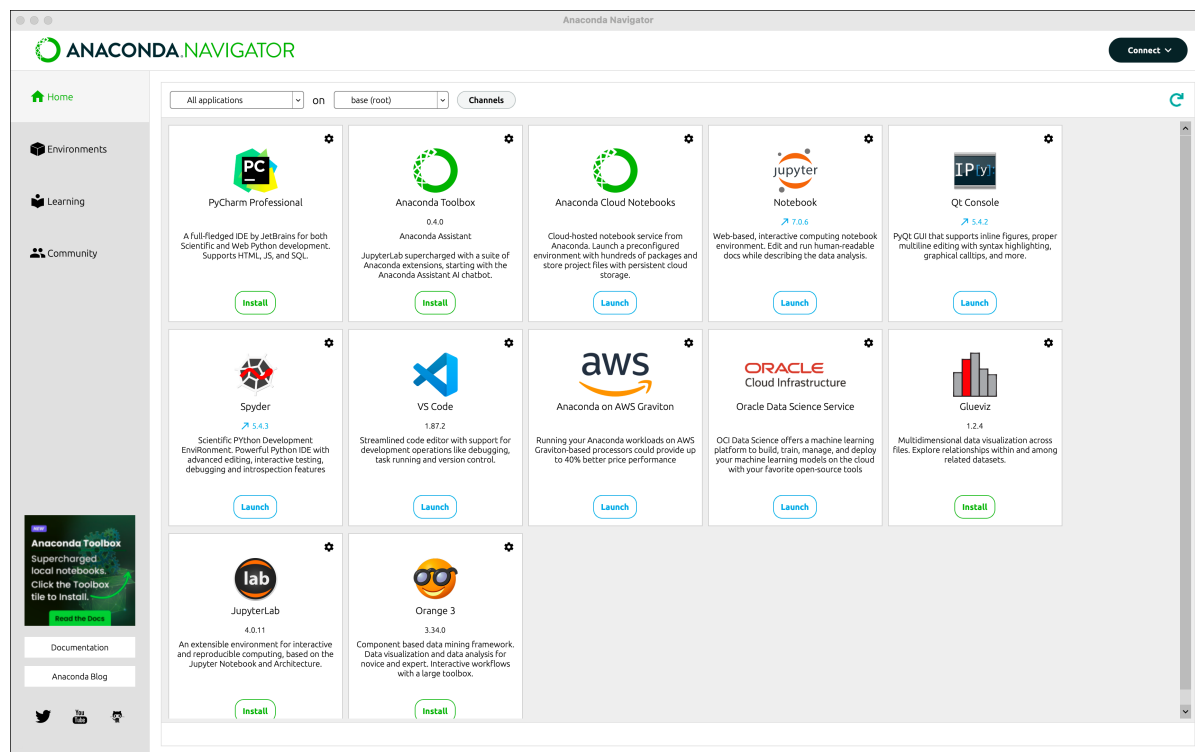 Anaconda Navigator
ANACONDA.NAVIGATOR
Connect
Home
Environments
Learning
Community
All applications
on
base (root)
Channels
PC
PyCharm Professional
A full-fledged IDE by JetBrains for both
Scientific and Web Python development.
Supports HTML, JS, and SQL.
Install
Anaconda Toolbox
0.4.0
Anaconda Assistant
JupyterLab supercharged with a suite of
Anaconda extensions, starting with the
Anaconda Assistant AI chatbot.
Install
Anaconda Cloud Notebooks
Cloud-hosted notebook service from
Anaconda. Launch a preconfigured
environment with hundreds of packages and
store project files with persistent cloud
storage.
Launch
jupyter
Notebook
7.0.6
Web-based, interactive computing notebook
environment. Edit and run human-readable
docs while describing the data analysis.
Launch
IP[y]:
Qt Console
5.4.2
PyQt GUI that supports inline figures, proper
multiline editing with syntax highlighting,
graphical calltips, and more.
Launch
Spyder
5.4.3
Scientific PYthon Development
EnviRonment. Powerful Python IDE with
advanced editing, interactive testing,
debugging and introspection features
Launch
VS Code
1.87.2
Streamlined code editor with support for
development operations like debugging,
task running and version control.
Launch
aws
Anaconda on AWS Graviton
Running your Anaconda workloads on AWS
Graviton-based processors could provide up
to 40% better price performance
Launch
ORACLE
Cloud Infrastructure
Oracle Data Science Service
OCI Data Science offers a machine learning
platform to build, train, manage, and deploy
your machine learning models on the cloud
with your favorite open-source tools
Launch
Glueviz
1.2.4
Multidimensional data visualization across
files. Explore relationships within and among
related datasets.
Install
lab
JupyterLab
4.0.11
An extensible environment for interactive
and reproducible computing, based on the
Jupyter Notebook and Architecture.
Install
Orange 3
3.34.0
Component based data mining framework.
Data visualization and data analysis for
novice and expert. Interactive workflows
with a large toolbox.
Install
NEW
Anaconda Toolbox
Supercharged
local notebooks.
Click the Toolbox
tile to Install.
Read the Docs
Documentation
Anaconda Blog
You
Tube